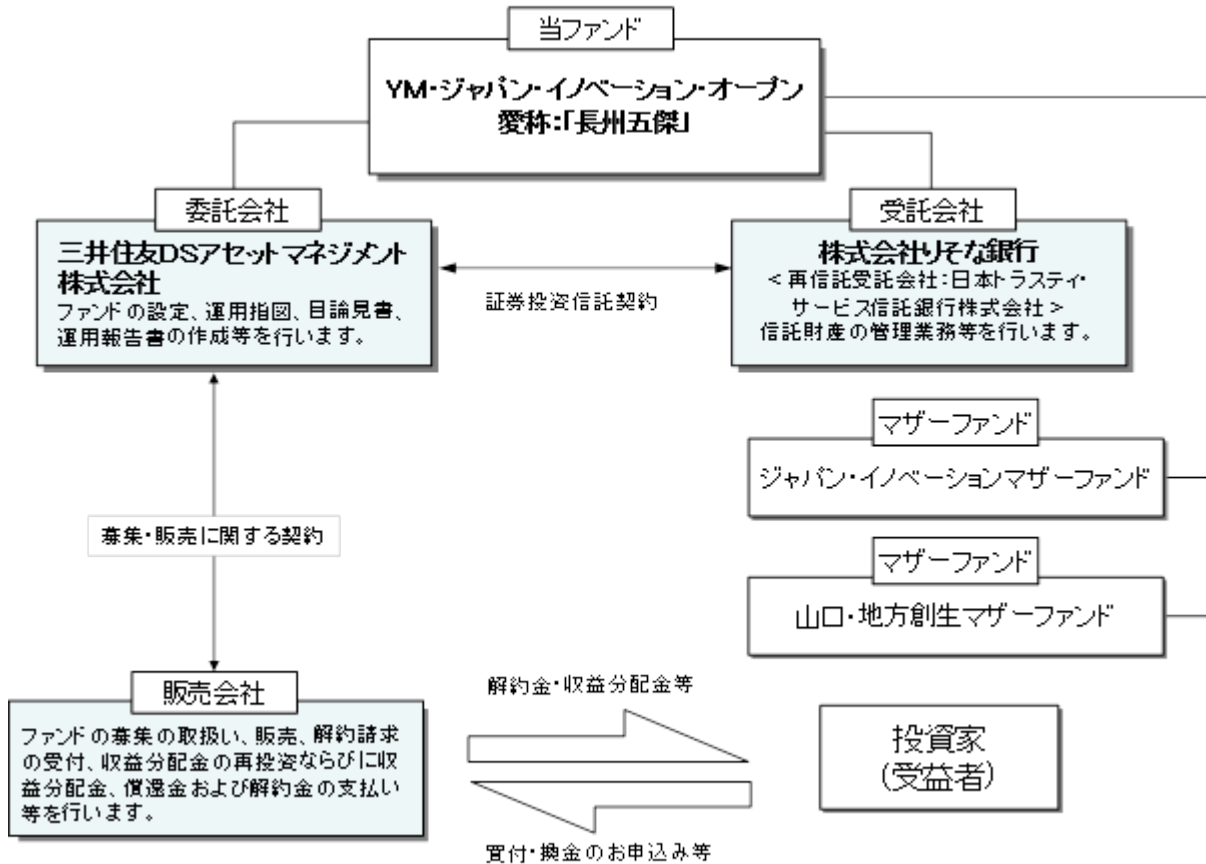 当ファンド
YM・ジャパン・イノベーション・オープン
愛称:「長州五傑」
委託会社
三井住友DSアセットマネジメント
株式会社
ファンドの設定、運用指図、目論見書、
運用報告書の作成等を行います。
証券投資信託契約
受託会社
株式会社りそな銀行
<再信託受託会社:日本トラスティ・
サービス信託銀行株式会社>
信託財産の管理業務等を行います。
マザーファンド
ジャパン・イノベーションマザーファンド
マザーファンド
山口・地方創生マザーファンド
募集・販売に関する契約
販売会社
ファンドの募集の取扱い、販売、解約請求
の受付、収益分配金の再投資ならびに収
益分配金、償還金および解約金の支払い
等を行います。
解約金・収益分配金等
買付・換金のお申込み等
投資家
(受益者)